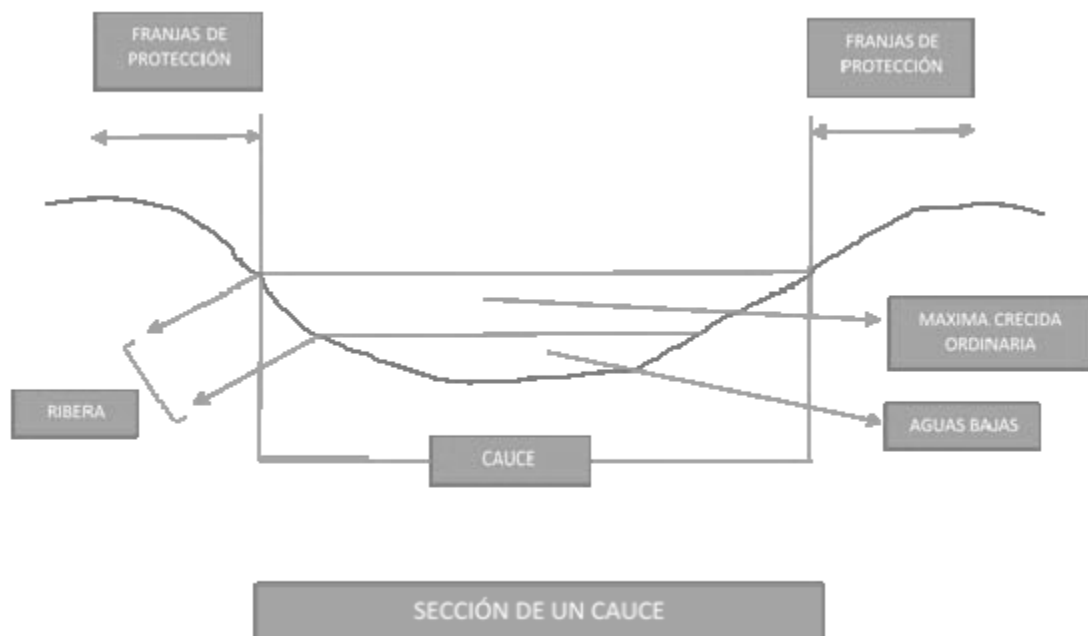 FRANJAS DE
PROTECCIÓN
FRANJAS DE
PROTECCIÓN
MAXIMA CRECIDA
ORDINARIA
RIBERA
AGUAS BAJAS
CAUCE
SECCIÓN DE UN CAUCE